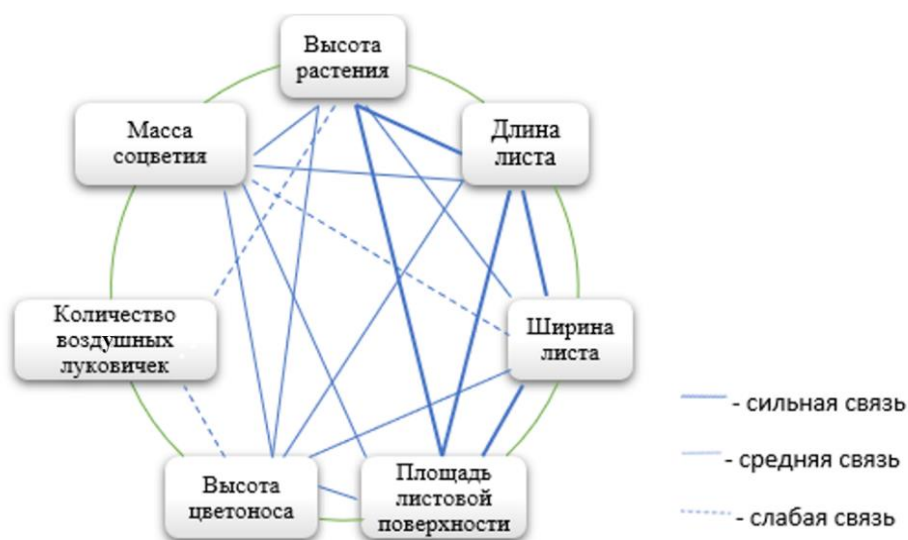 Высота
растения
Масса
соцветия
Длина
листа
Количество
воздушных
луковичек
Ширина
листа
Высота
цветоноса
Площадь
листовой
поверхности
- сильная связь
- средняя связь
- слабая связь